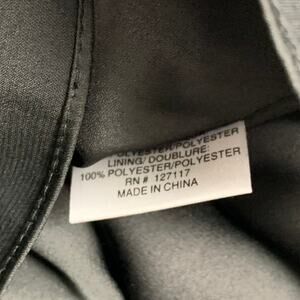 POLYESTER/POLYESTER
LINING/ DOUBLURE:
100% POLYESTER/POLYESTER
RN # 127117
MADE IN CHINA